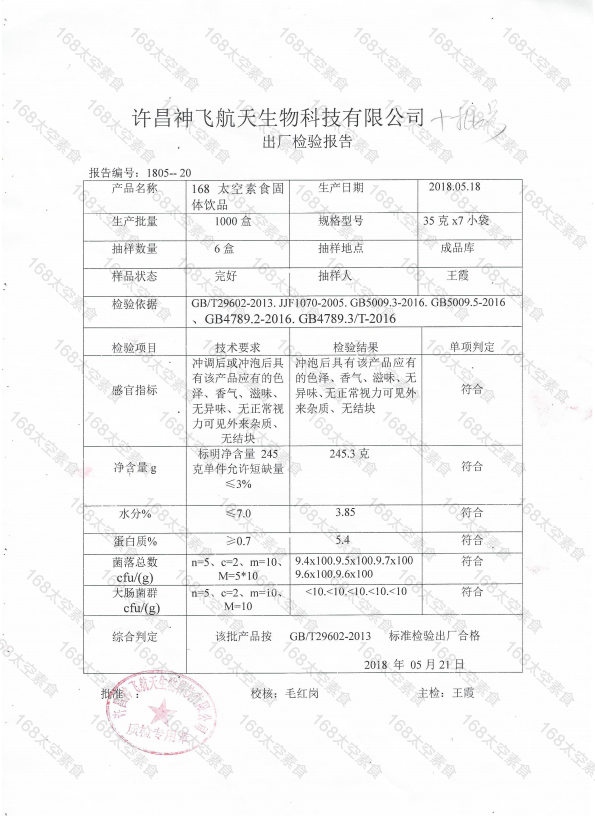 许昌神飞航天生物科技有限公司
出厂检验报告
报告编号：1805-- 20
产品名称 168 太空素食固体饮品 生产日期 2018.05.18
生产批量 1000 盒 规格型号 35 克 x7 小袋
抽样数量 6 盒 抽样地点 成品库
样品状态 完好 抽样人 王霞
检验依据 GB/T29602-2013. JJF1070-2005. GB5009.3-2016. GB5009.5-2016
、GB4789.2-2016. GB4789.3/T-2016
检验项目 技术要求 检验结果 单项判定
感官指标
冲调后或冲泡后具
有该产品应有的色
泽、香气、滋味、
无异味、无正常视
力可见外来杂质、
无结块
冲泡后具有该产品应有
的色泽、香气、滋味、无
异味、无正常视力可见外
来杂质、无结块
符合
净含量 g
标明净含量 245
克单件允许短缺量
≤3%
245.3 克
符合
水分% ≤7.0 3.85 符合
蛋白质% ≥0.7 5.4 符合
菌落总数
cfu/(g)
n=5、c=2、m=10、
M=5*10
9.4x100.9.5x100.9.7x100
9.6x100.9.6x100
符合
大肠菌群
cfu/(g)
n=5、c=2、m=i0、
M=10
<10.<10.<10.<10.<10
符合
综合判定 该批产品按 GB/T29602-2013 标准检验出厂合格
2018 年 05 月 21 日
批准 ： 校核：毛红岗 主检：王霞
许昌神飞航天生物科技有限公司
质检专用章
168太空素食